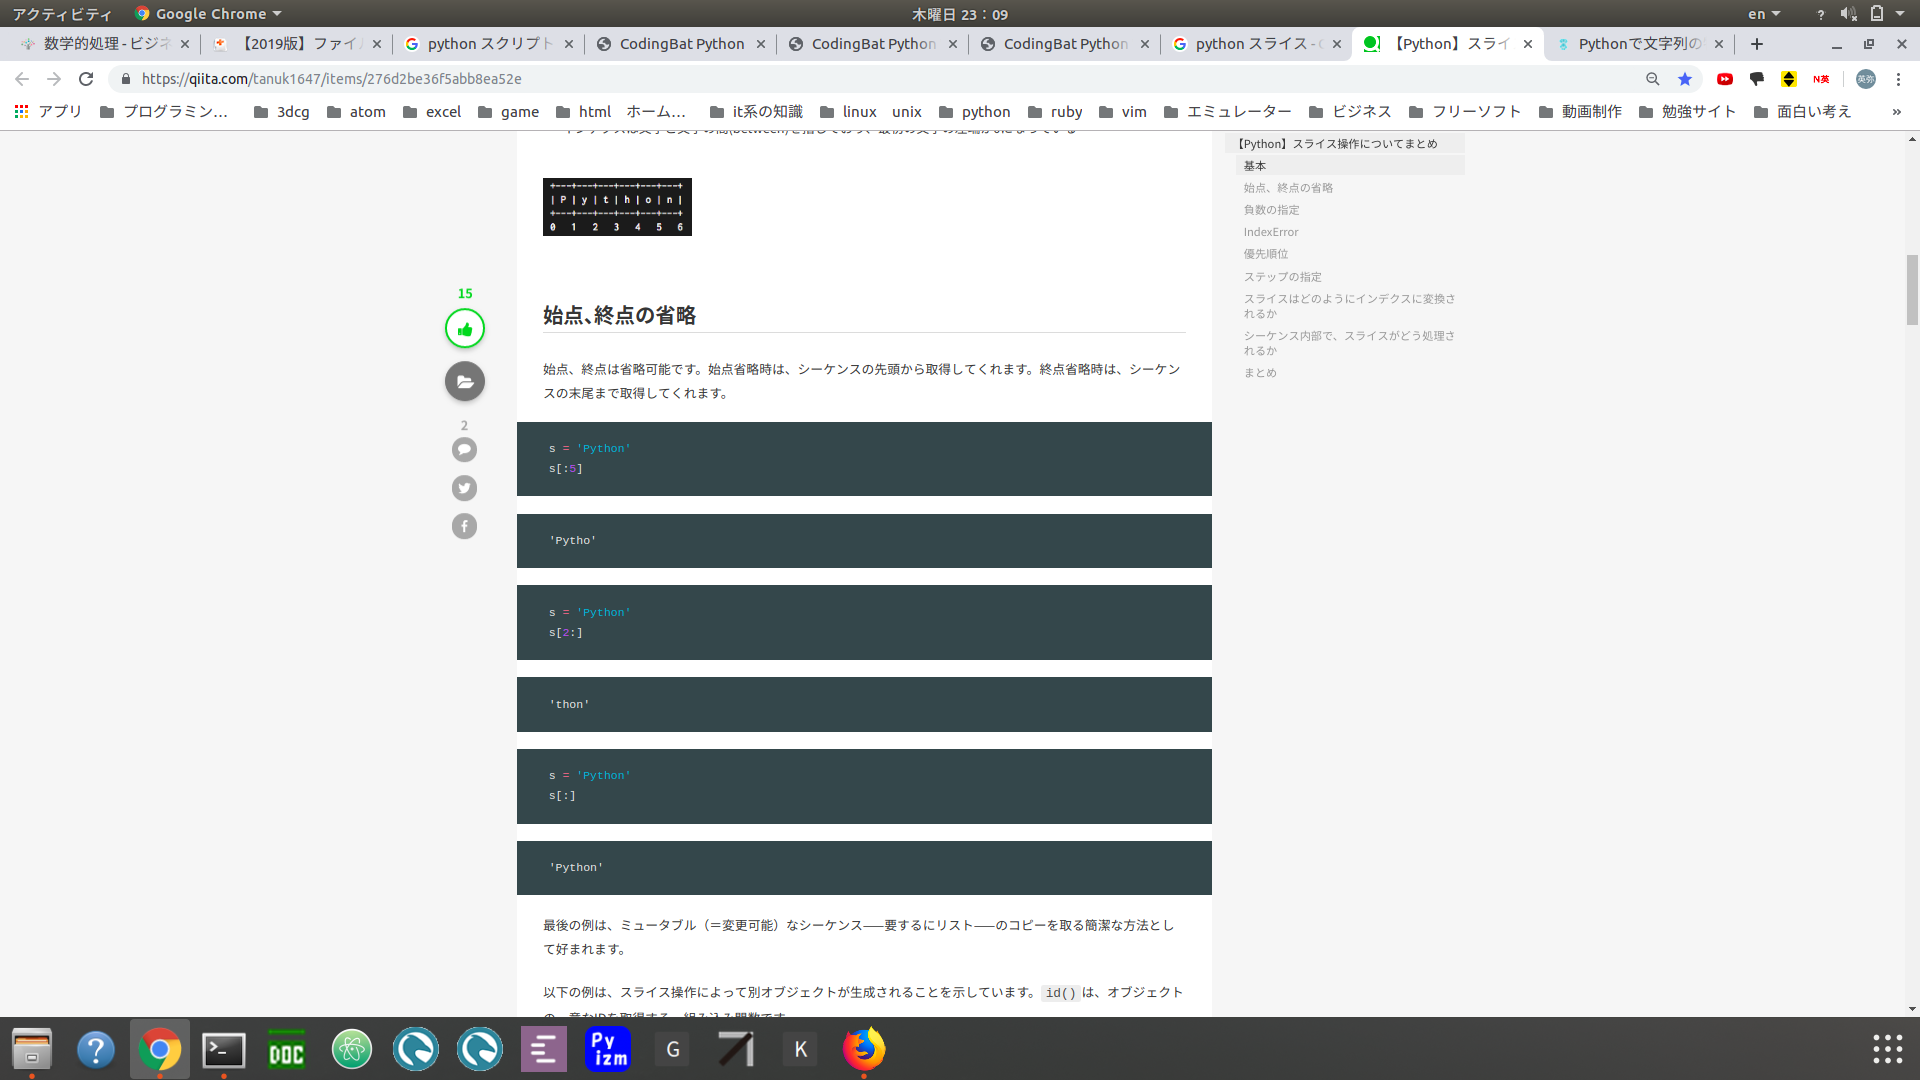 アクティビティ
Google Chrome
木曜日 23：09
en
数学的処理 - ビジネ
【2019版】ファイル
python スクリプト
CodingBat Python
CodingBat Python
CodingBat Python
python スライス - G
【Python】スライ
Pythonで文字列の
https://qiita.com/tanuk1647/items/276d2be36f5abb8ea52e
N英
英弥
アプリ
プログラミン…
3dcg
atom
excel
game
html
ホーム…
it系の知識
linux
unix
python
ruby
vim
エミュレーター
ビジネス
フリーソフト
動画制作
勉強サイト
面白い考え
»
+---+---+---+---+---+---+
| P | y | t | h | o | n |
+---+---+---+---+---+---+
0 1 2 3 4 5 6
15
2
始点、終点の省略
始点、終点は省略可能です。始点省略時は、シーケンスの先頭から取得してくれます。終点省略時は、シーケン
スの末尾まで取得してくれます。
s = 'Python'
s[:5]
'Pytho'
s = 'Python'
s[2:]
'thon'
s = 'Python'
s[:]
'Python'
最後の例は、ミュータブル（＝変更可能）なシーケンス——要するにリスト——のコピーを取る簡潔な方法とし
て好まれます。
以下の例は、スライス操作によって別オブジェクトが生成されることを示しています。id()は、オブジェクト
【Python】スライス操作についてまとめ
基本
始点、終点の省略
負数の指定
IndexError
優先順位
ステップの指定
スライスはどのようにインデクスに変換さ
れるか
シーケンス内部で、スライスがどう処理さ
れるか
まとめ
DOC
Py
izm
G
K